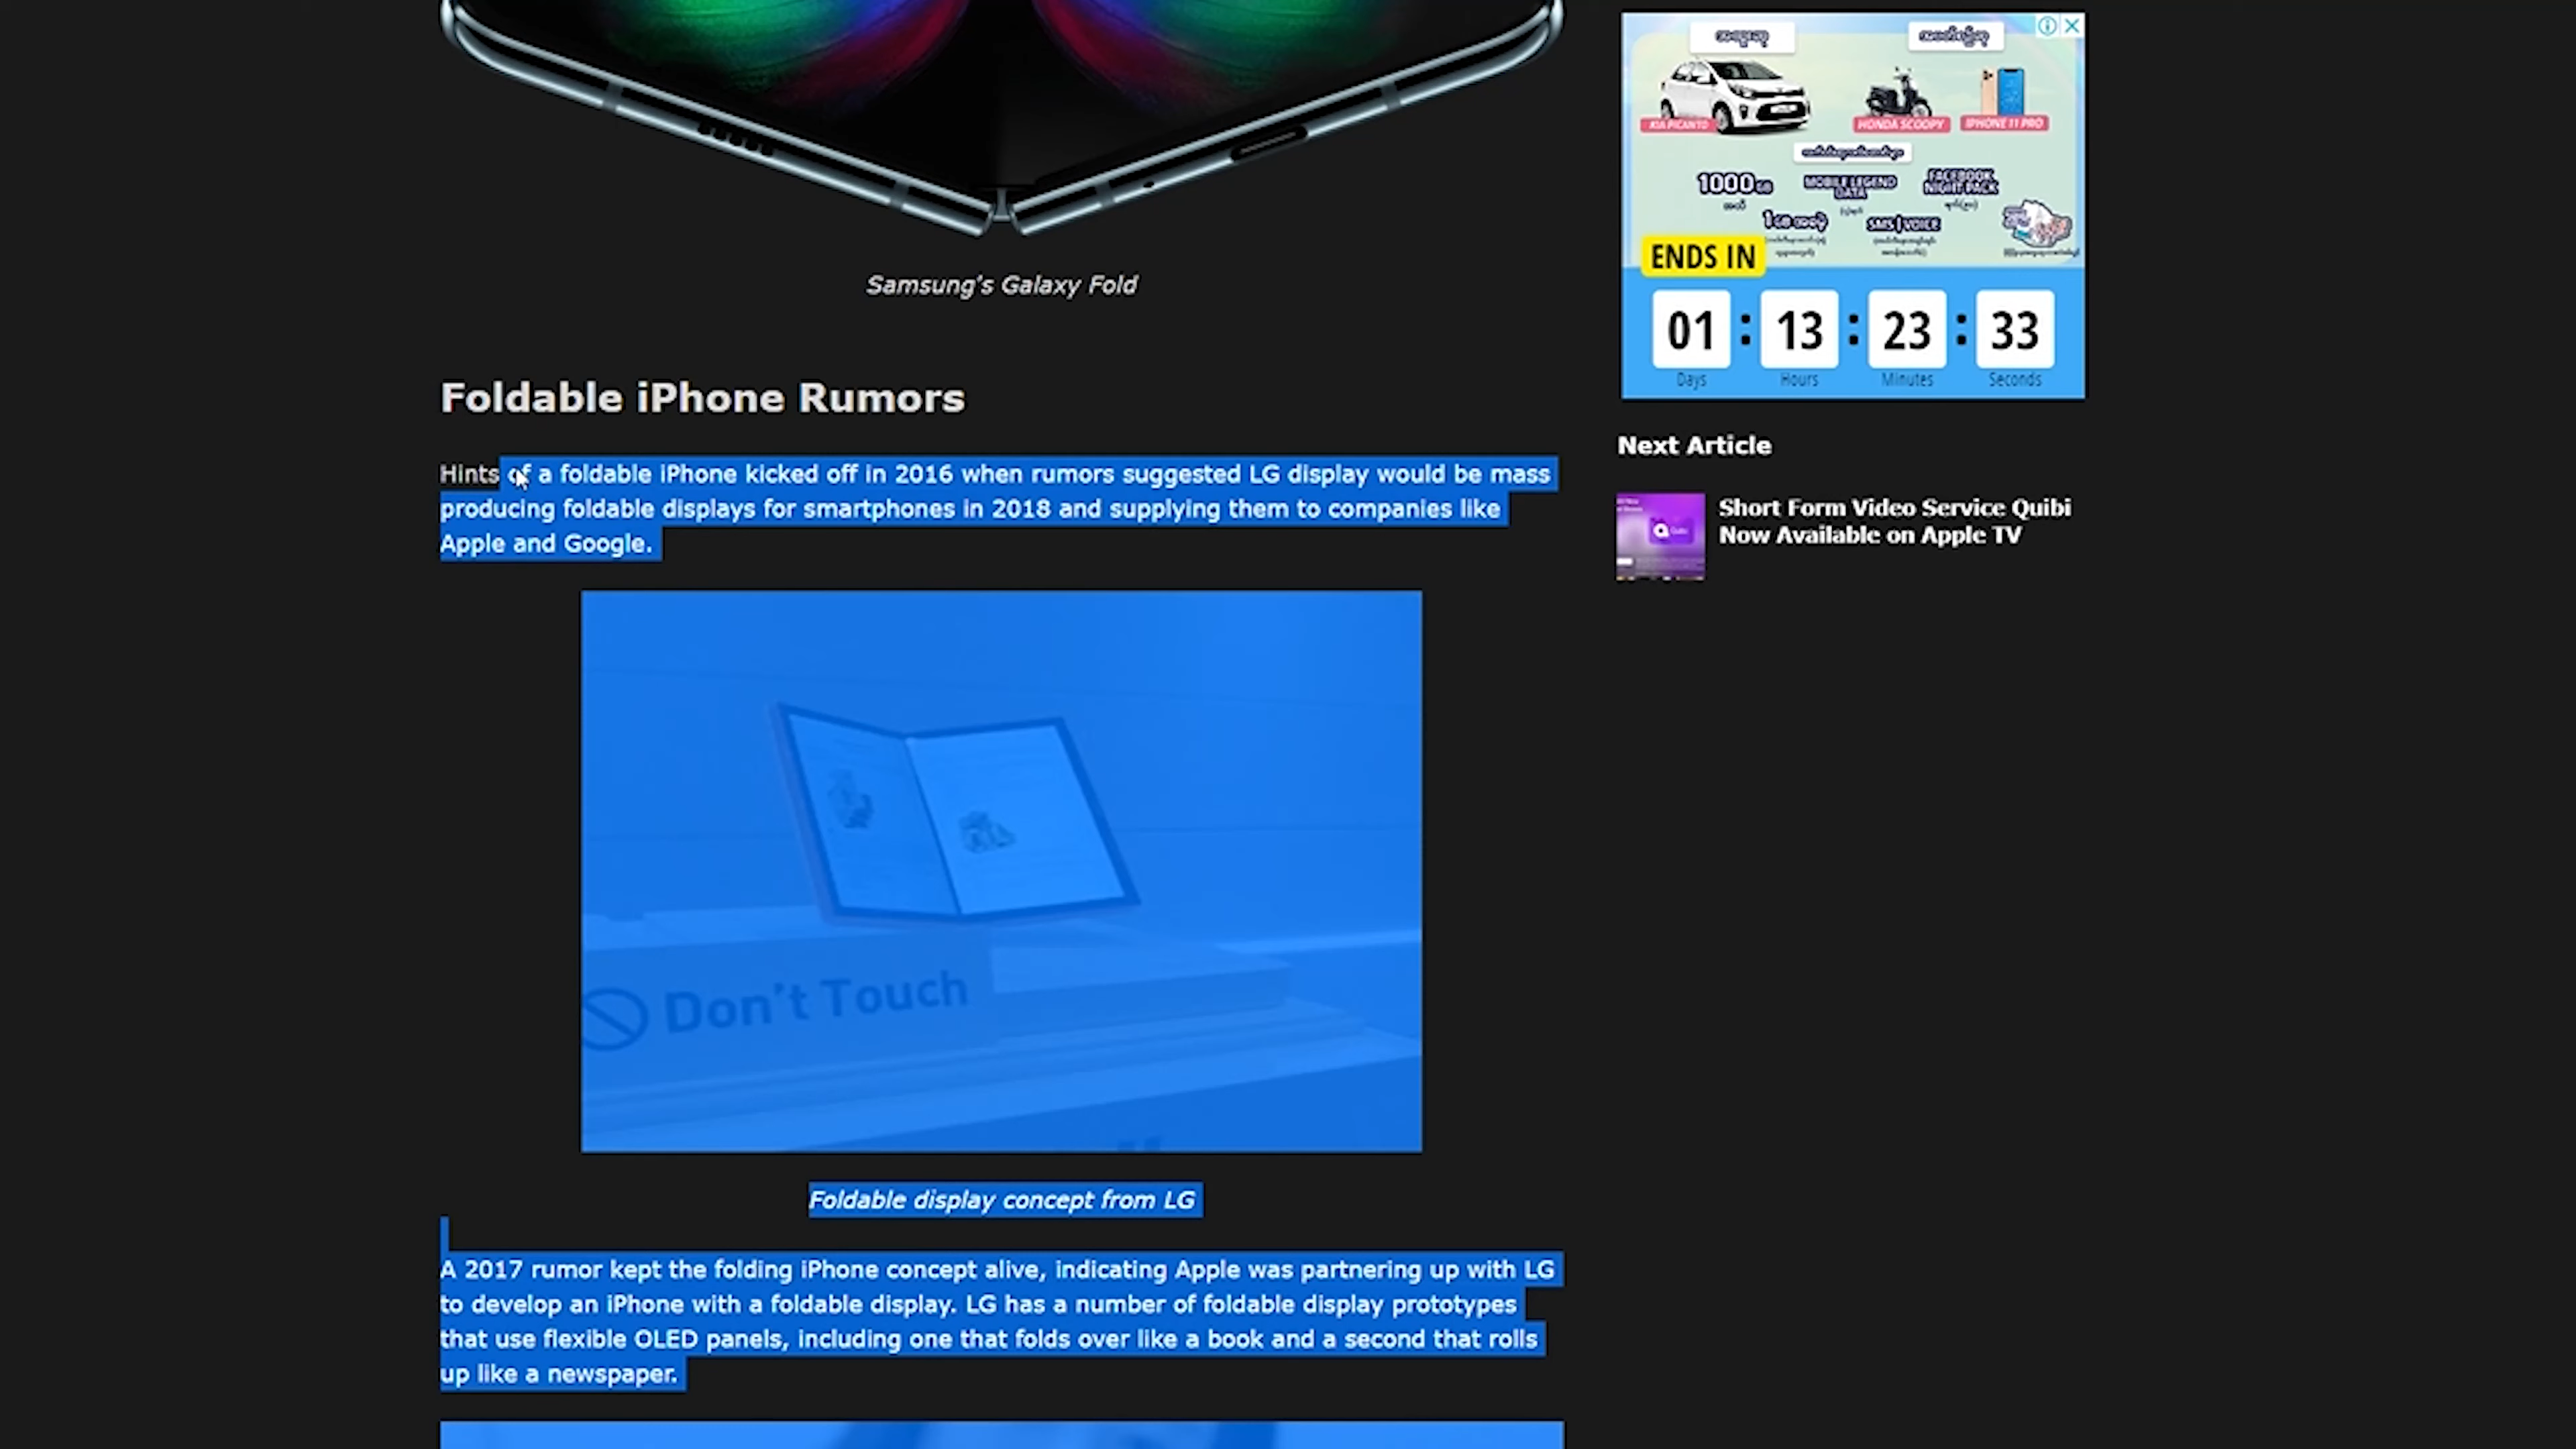 Samsung's Galaxy Fold
Foldable iPhone Rumors
Hints of a foldable iPhone kicked off in 2016 when rumors suggested LG display would be mass
producing foldable displays for smartphones in 2018 and supplying them to companies like
Apple and Google.
Don't Touch
Foldable display concept from LG
A 2017 rumor kept the folding iPhone concept alive, indicating Apple was partnering up with LG
to develop an iPhone with a foldable display. LG has a number of foldable display prototypes
that use flexible OLED panels, including one that folds over like a book and a second that rolls
up like a newspaper.
KIA PICANTO
HONDA SCOOPY
IPHONE 11 PRO
1000 GB
MOBILE LEGEND
DATA
FACEBOOK
NIGHT PACK
SMS | VOICE
ENDS IN
01 : 13 : 23 : 33
Days Hours Minutes Seconds
Next Article
Short Form Video Service Quibi
Now Available on Apple TV